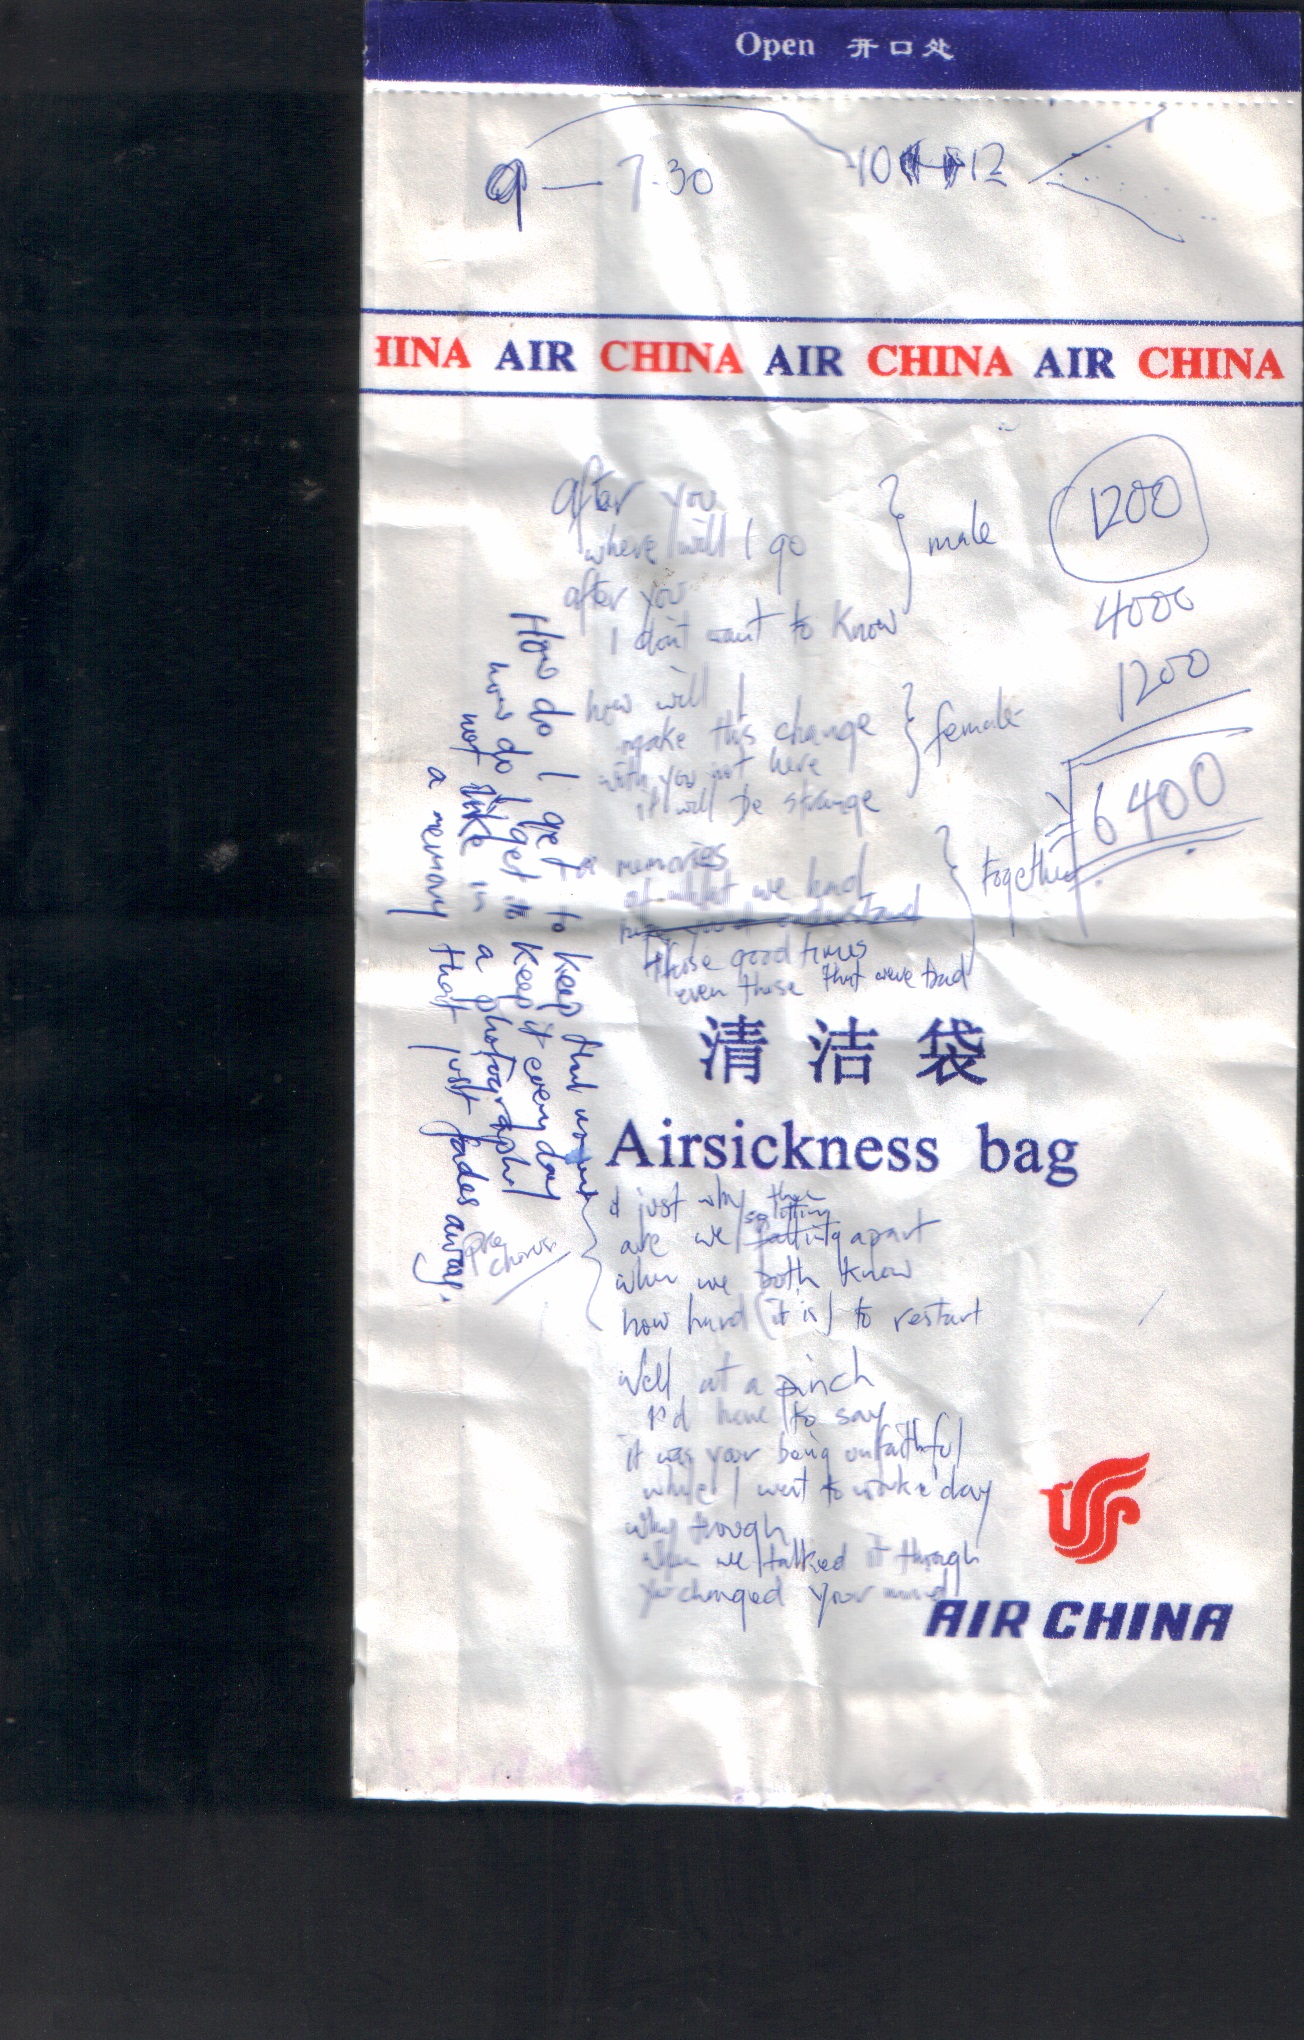 Open 开口处
9 — 7.30 10 12
HINA AIR CHINA AIR CHINA AIR CHINA
After you
where will I go
after you
I don't want to know
male
how will I
make this change
with you not here
it will be strange
female
memories
of what we had
understand
those good times
even those that were bad
together
1200
4000
1200
6400
How do I get to keep that
how do I get to keep it every day
not like in a photograph
a memory that just fades away.
清洁袋
Airsickness bag
& just why then
are we falling apart
so
when we both know
how hard (it is) to restart
pre
chorus
Well at a pinch
I'd have to say
it was your being unfaithful
while I went to work e'day
why though
when we talked it through
you changed your mind
AIR CHINA